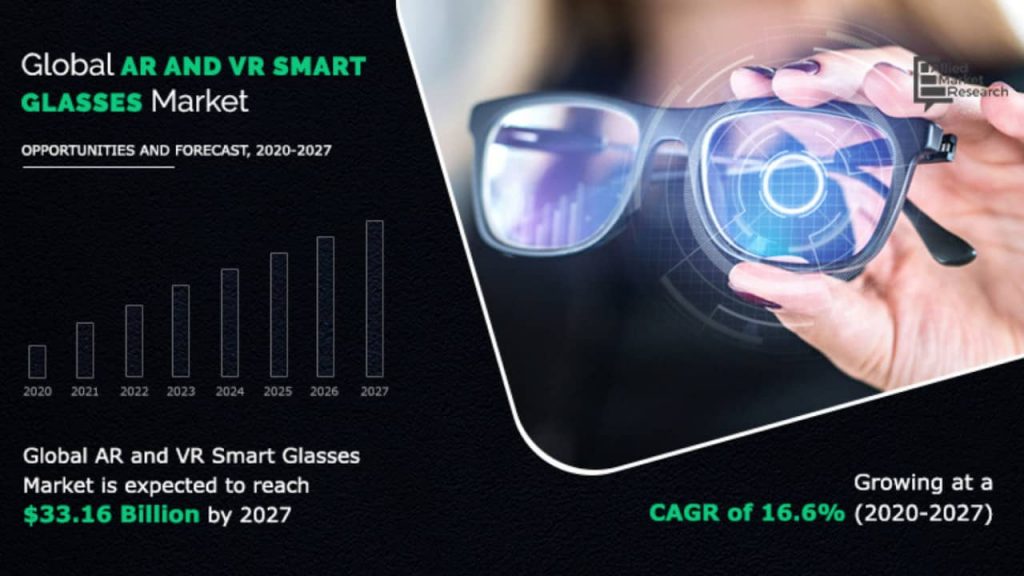 Global AR AND VR SMART
GLASSES Market
OPPORTUNITIES AND FORECAST, 2020-2027
Allied
Market
Research
2020 2021 2022 2023 2024 2025 2026 2027
Global AR and VR Smart Glasses
Market is expected to reach
$33.16 Billion by 2027
Growing at a
CAGR of 16.6% (2020-2027)